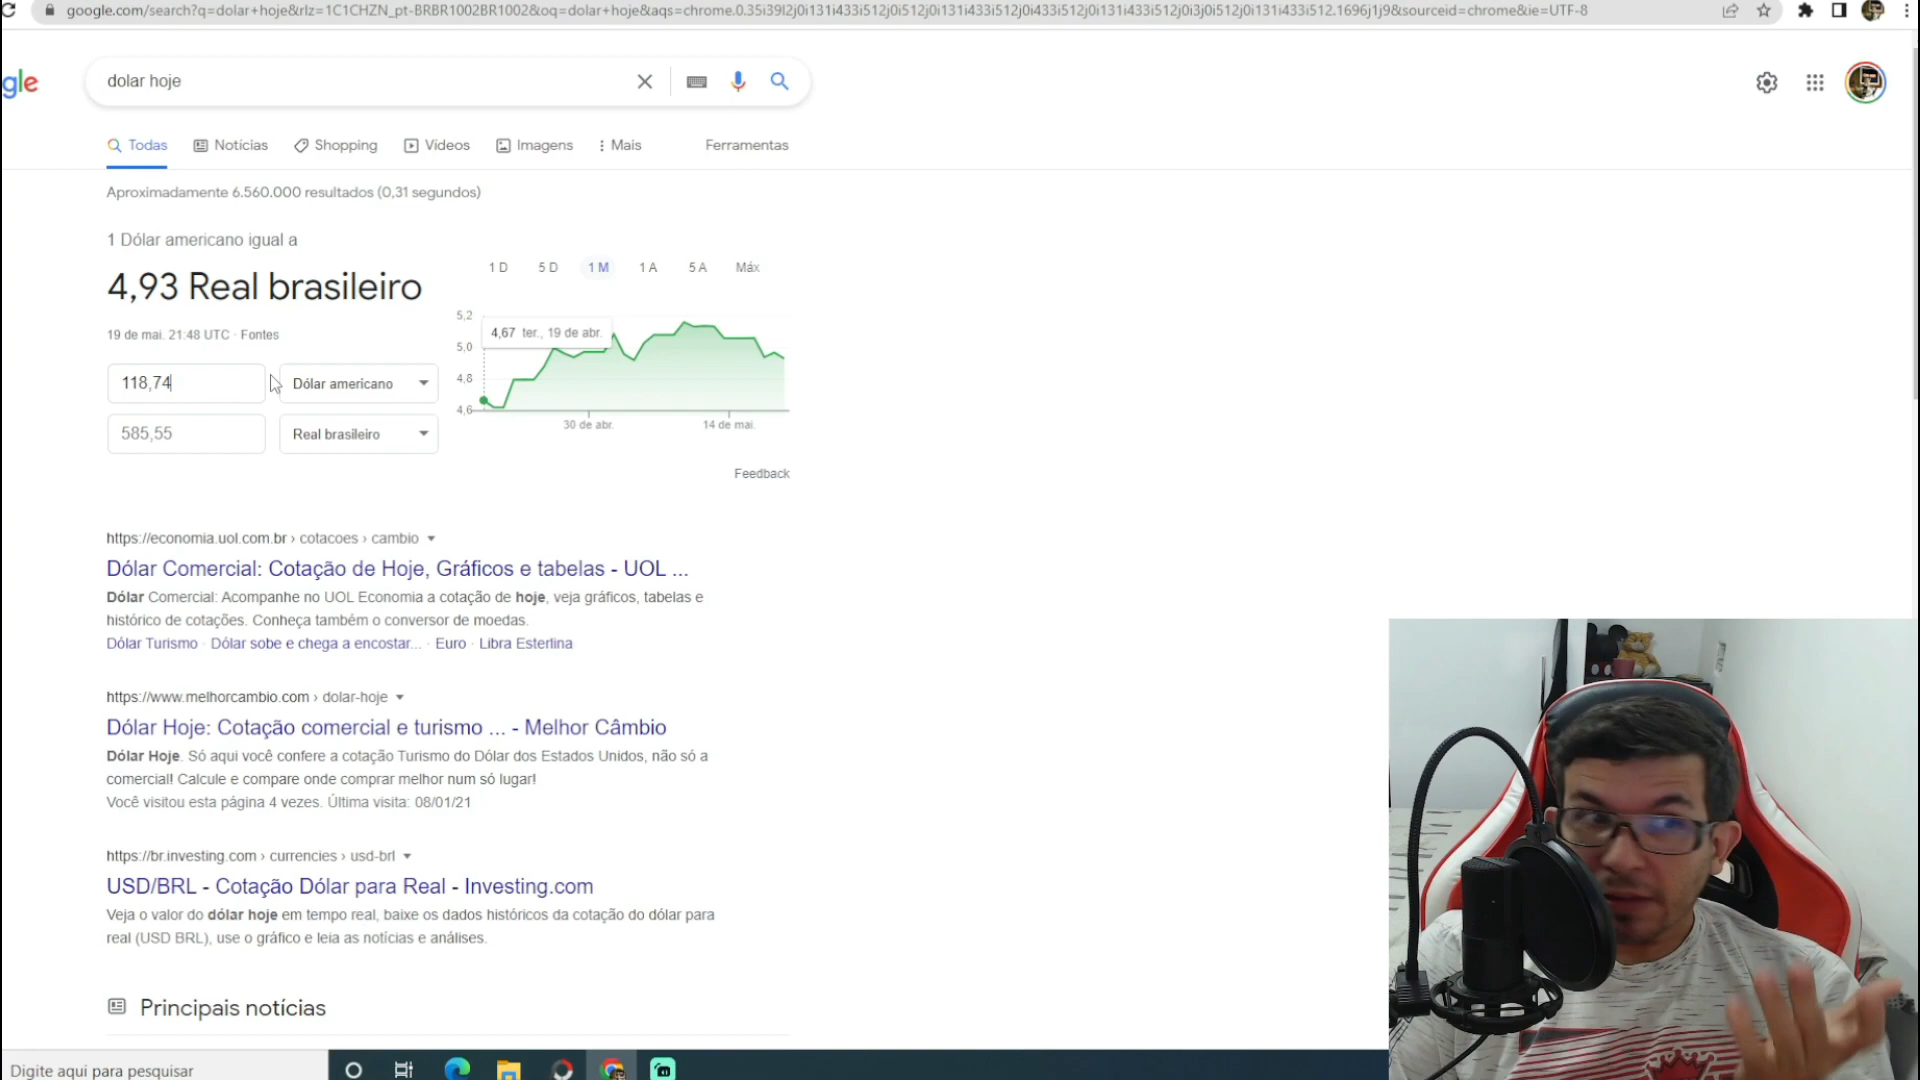 google.com/search?q=dolar+hoje&rlz=1C1CHZN_pt-BRBR1002BR1002&oq=dolar+hoje&aqs=chrome.0.35i39l2j0i131i433i512j0i512j0i131i433i512j0i433i512j0i131i433i512j0i3j0i512j0i131i433i512.1696j1j9&sourceid=chrome&ie=UTF-8
gle
dolar hoje
Todas
Notícias
Shopping
Vídeos
Imagens
Mais
Ferramentas
Aproximadamente 6.560.000 resultados (0,31 segundos)
1 Dólar americano igual a
4,93 Real brasileiro
19 de mai. 21:48 UTC · Fontes
118,74
Dólar americano
585,55
Real brasileiro
1 D
5 D
1 M
1 A
5 A
Máx
5,2
4,67 ter., 19 de abr.
5,0
4,8
4,6
30 de abr.
14 de mai.
Feedback
https://economia.uol.com.br › cotacoes › cambio
Dólar Comercial: Cotação de Hoje, Gráficos e tabelas - UOL ...
Dólar Comercial: Acompanhe no UOL Economia a cotação de hoje, veja gráficos, tabelas e
histórico de cotações. Conheça também o conversor de moedas.
Dólar Turismo · Dólar sobe e chega a encostar... · Euro · Libra Esterlina
https://www.melhorcambio.com › dolar-hoje
Dólar Hoje: Cotação comercial e turismo ... - Melhor Câmbio
Dólar Hoje. Só aqui você confere a cotação Turismo do Dólar dos Estados Unidos, não só a
comercial! Calcule e compare onde comprar melhor num só lugar!
Você visitou esta página 4 vezes. Última visita: 08/01/21
https://br.investing.com › currencies › usd-brl
USD/BRL - Cotação Dólar para Real - Investing.com
Veja o valor do dólar hoje em tempo real, baixe os dados históricos da cotação do dólar para
real (USD BRL), use o gráfico e leia as notícias e análises.
Principais notícias
Digite aqui para pesquisar